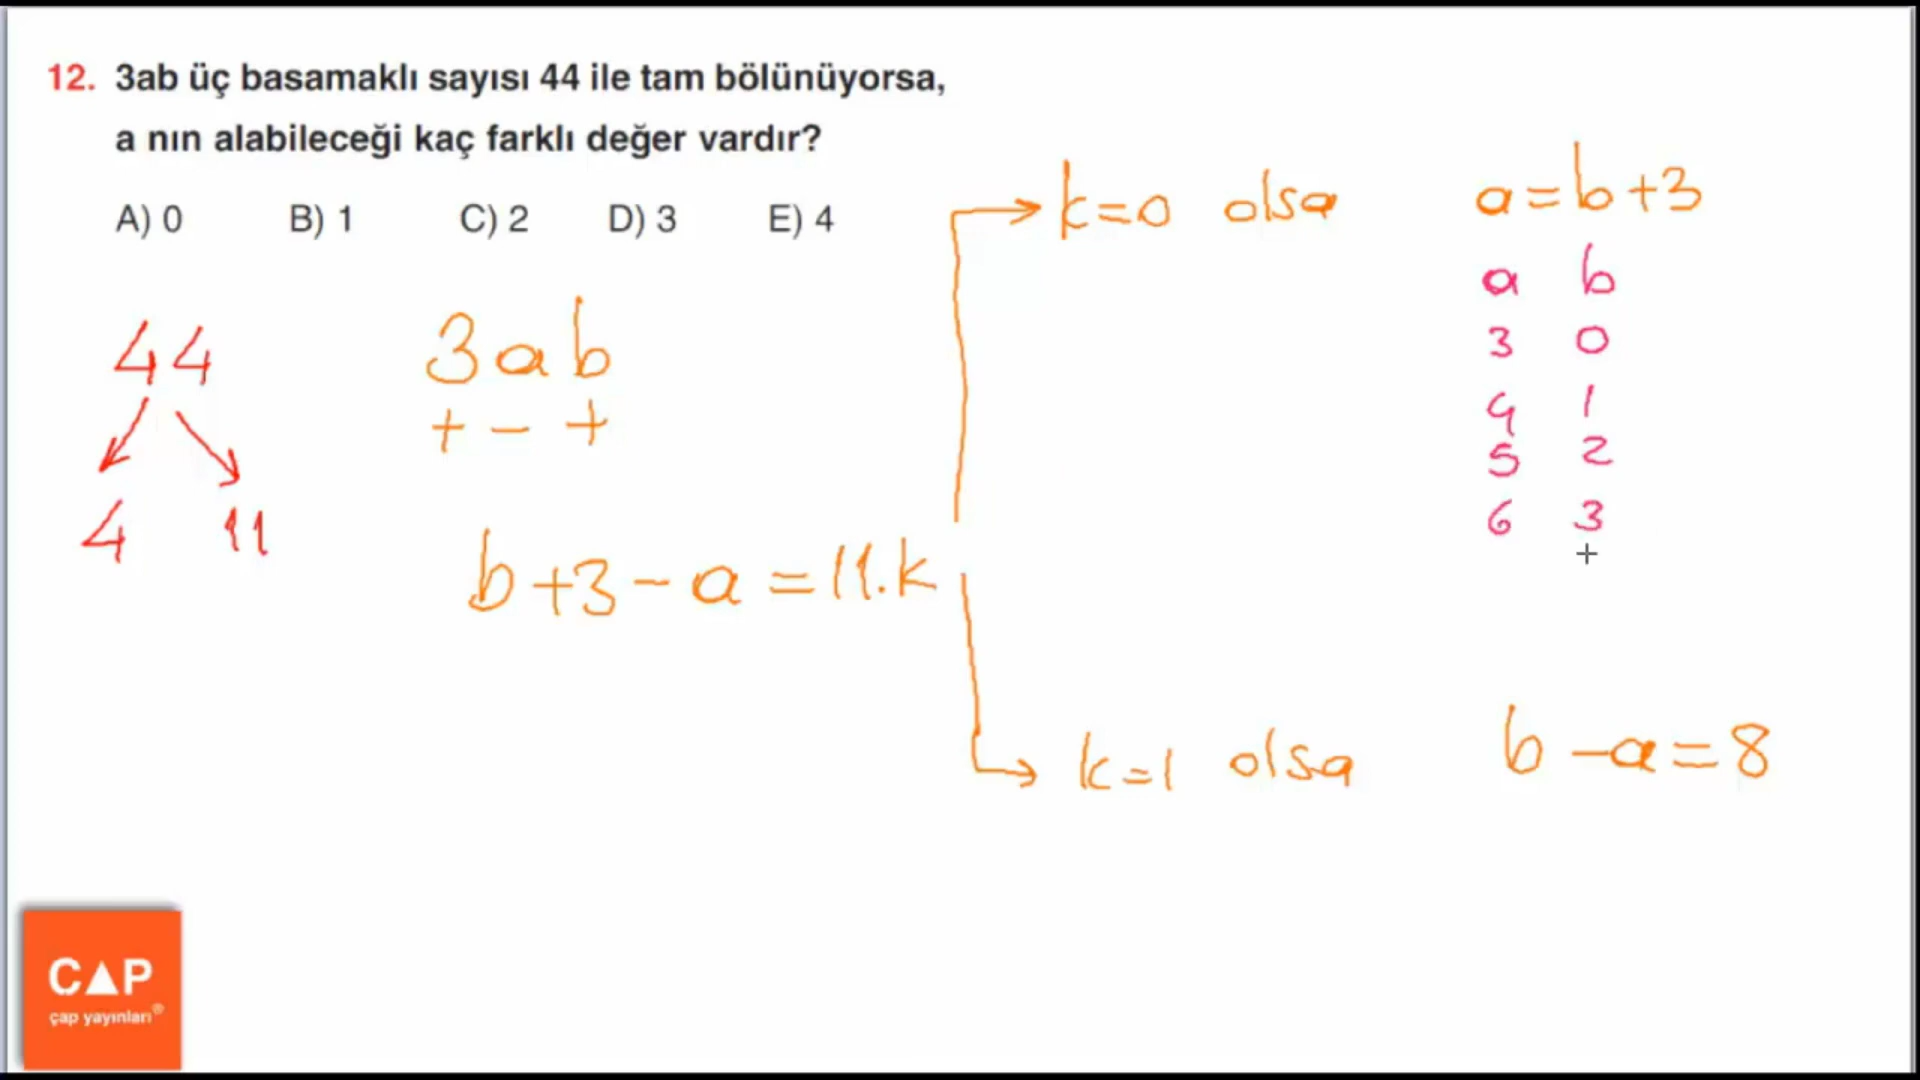 12. 3ab üç basamaklı sayısı 44 ile tam bölünüyorsa,
a nın alabileceği kaç farklı değer vardır?
A) 0 B) 1 C) 2 D) 3 E) 4
44
4 11
3ab
+ - +
b+3-a=11.k
k=0 olsa a=b+3
a b
3 0
4 1
5 2
6 3
k=1 olsa b-a=8
ÇAP
çap yayınları®